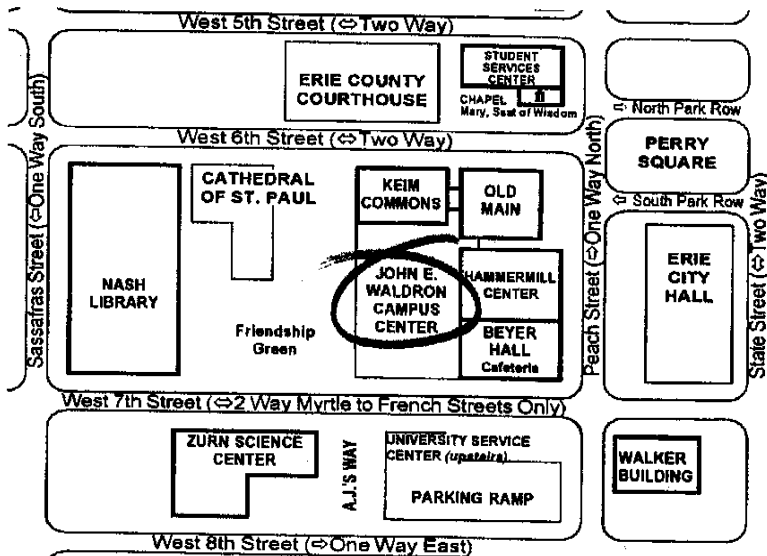 West 5th Street (⇔Two Way)
STUDENT
SERVICES
CENTER
ERIE COUNTY
COURTHOUSE
CHAPEL
Mary, Seat of Wisdom
⇨ North Park Row
West 6th Street (⇔Two Way)
PERRY
SQUARE
⇦ South Park Row
Sassafras Street (⇦One Way South)
CATHEDRAL
OF ST. PAUL
KEIM
COMMONS
OLD
MAIN
Peach Street (⇨One Way North)
State Street (⇔ Two Way)
NASH
LIBRARY
JOHN E.
WALDRON
CAMPUS
CENTER
HAMMERMILL
CENTER
ERIE
CITY
HALL
Friendship
Green
BEYER
HALL
Cafeteria
West 7th Street (⇔2 Way Myrtle to French Streets Only)
ZURN SCIENCE
CENTER
A.J.'S WAY
UNIVERSITY SERVICE
CENTER (upstairs)
PARKING RAMP
WALKER
BUILDING
West 8th Street (⇨One Way East)